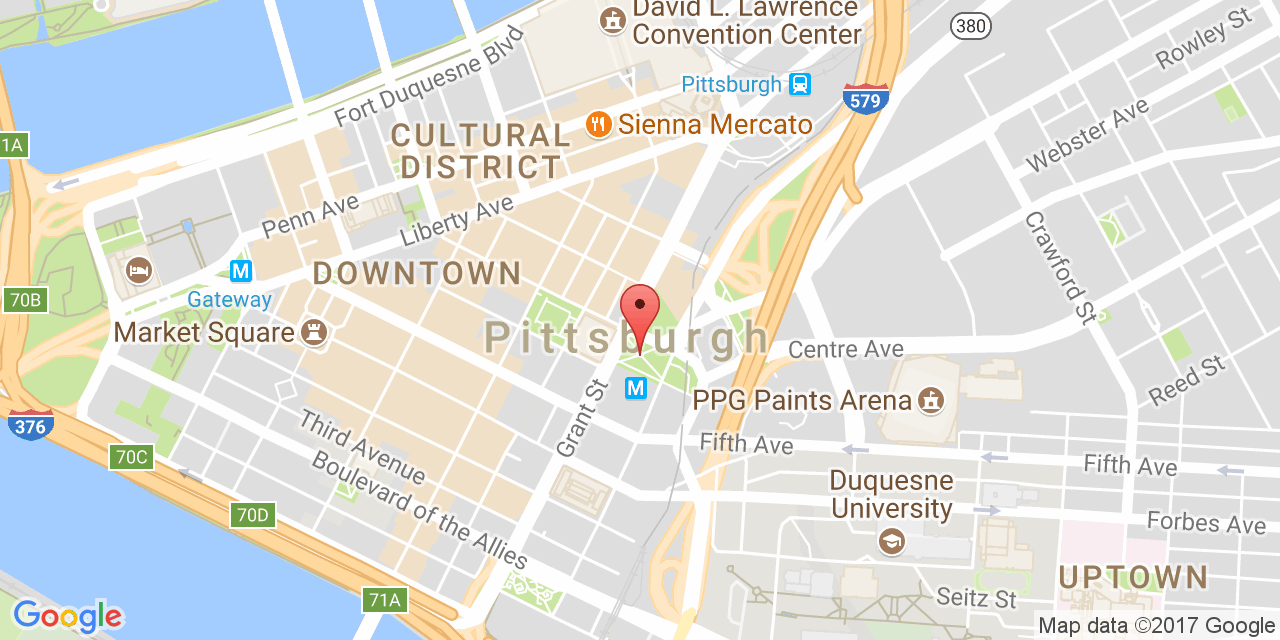 David L. Lawrence
Convention Center
380
Rowley St
Fort Duquesne Blvd
Pittsburgh
579
Webster Ave
CULTURAL
DISTRICT
Sienna Mercato
1A
Penn Ave
Liberty Ave
Crawford St
M
Gateway
DOWNTOWN
70B
Market Square
Pittsburgh
Centre Ave
Reed St
M
PPG Paints Arena
Grant St
376
Third Avenue
Fifth Ave
Fifth Ave
70C
Boulevard of the Allies
Duquesne
University
70D
Forbes Ave
UPTOWN
71A
Seitz St
Google
Map data ©2017 Google